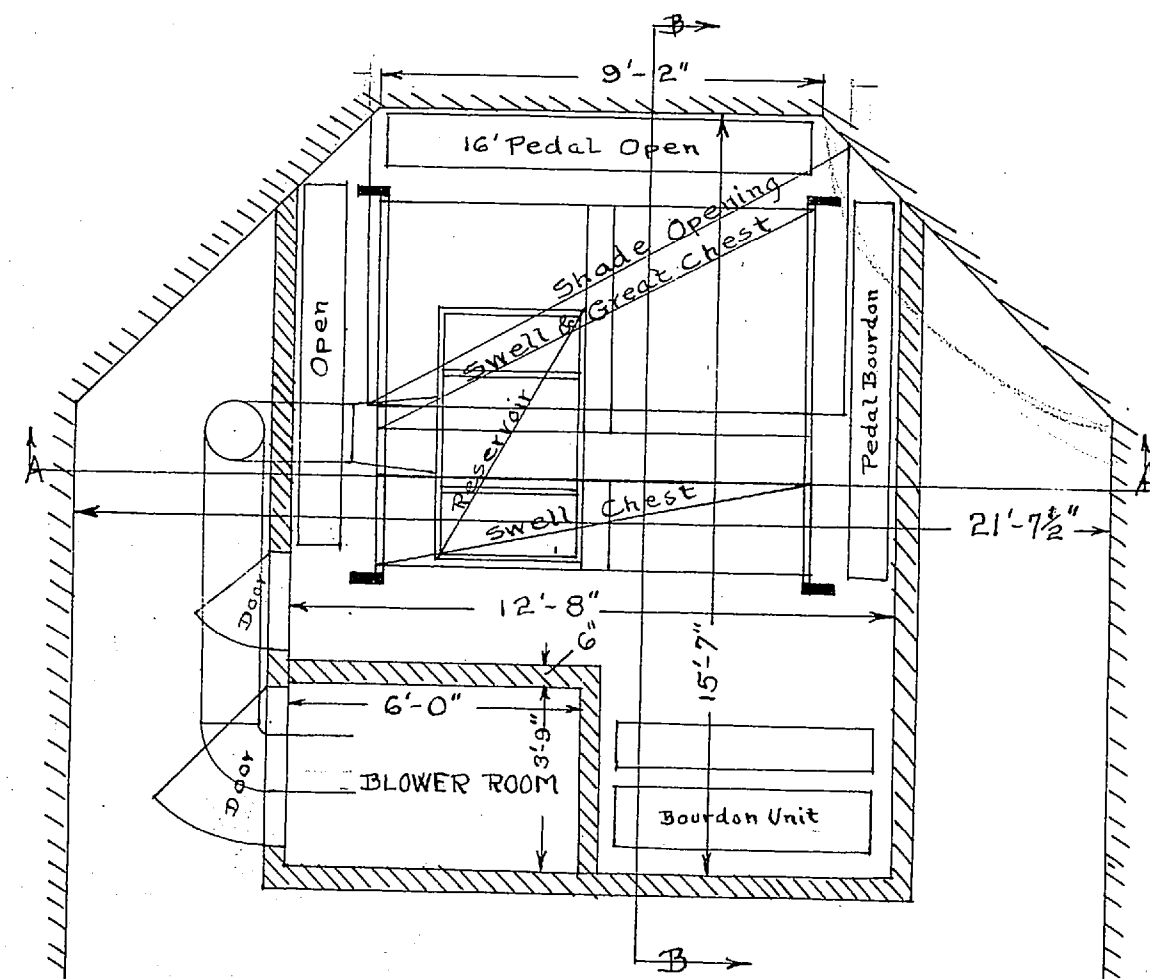 B
9'-2"
16' Pedal Open
Shade Opening
Swell & Great Chest
Open
Pedal Bourdon
Reservoir
A
A
Swell Chest
21'-7½"
Door
12'-8"
6"
15'-7"
6'-0"
3'-9"
Door
BLOWER ROOM
Bourdon Unit
B